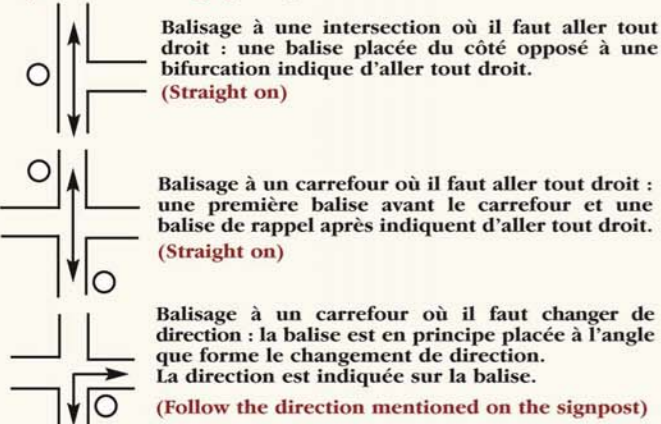 Balisage à une intersection où il faut aller tout
droit : une balise placée du côté opposé à une
bifurcation indique d'aller tout droit.
(Straight on)
Balisage à un carrefour où il faut aller tout droit :
une première balise avant le carrefour et une
balise de rappel après indiquent d'aller tout droit.
(Straight on)
Balisage à un carrefour où il faut changer de
direction : la balise est en principe placée à l'angle
que forme le changement de direction.
La direction est indiquée sur la balise.
(Follow the direction mentioned on the signpost)